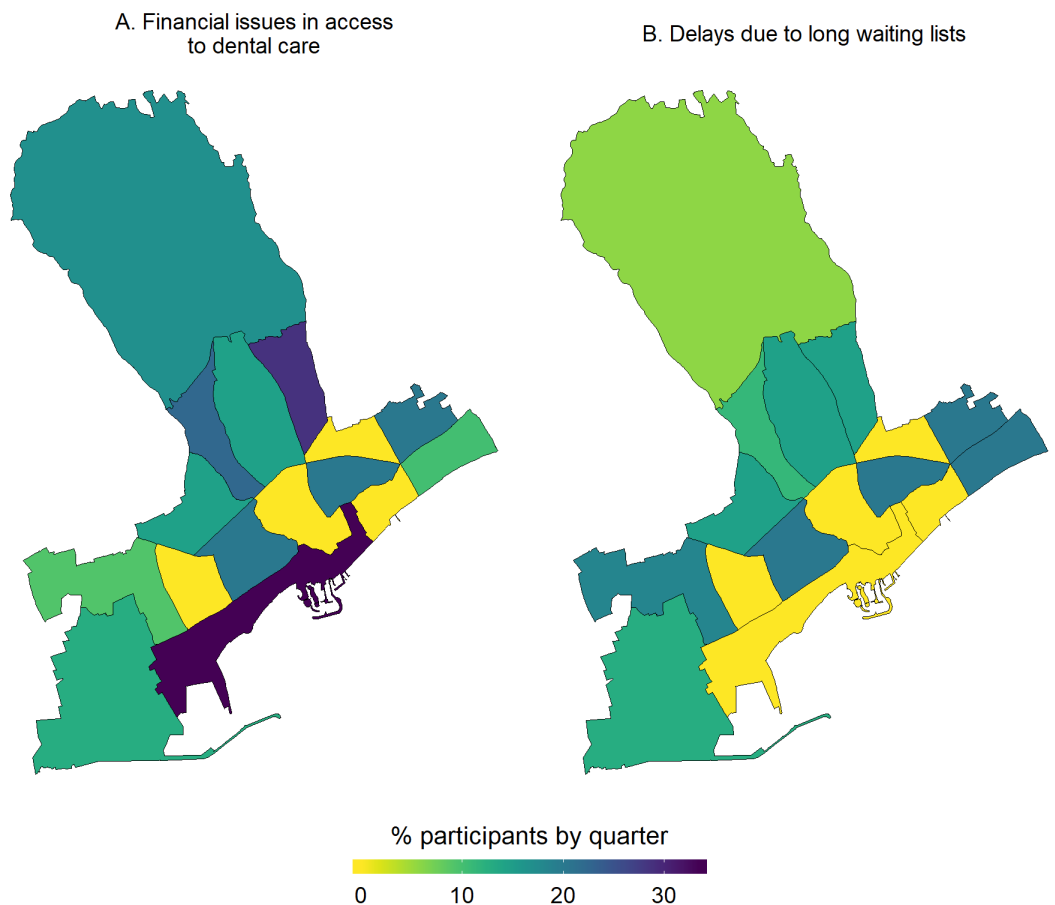 A. Financial issues in access
to dental care
B. Delays due to long waiting lists
% participants by quarter
0 10 20 30